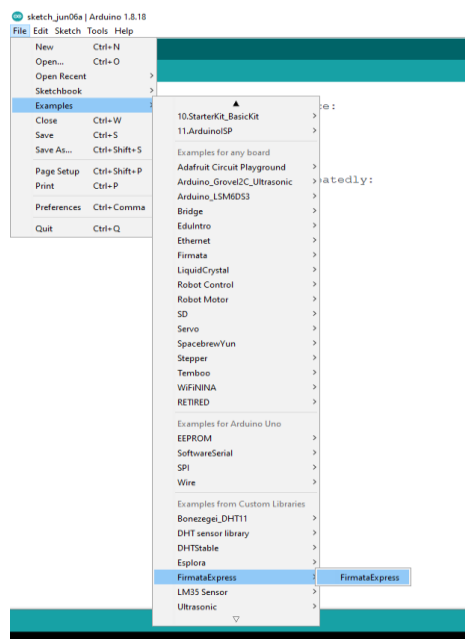 sketch_jun06a | Arduino 1.8.18
File Edit Sketch Tools Help
New Ctrl+N
Open... Ctrl+O
Open Recent
Sketchbook
Examples
Close Ctrl+W
Save Ctrl+S
Save As... Ctrl+Shift+S
Page Setup Ctrl+Shift+P
Print Ctrl+P
Preferences Ctrl+Comma
Quit Ctrl+Q
10.StarterKit_BasicKit
11.ArduinoISP
Examples for any board
Adafruit Circuit Playground
Arduino_GroveI2C_Ultrasonic
Arduino_LSM6DS3
Bridge
EduIntro
Ethernet
Firmata
LiquidCrystal
Robot Control
Robot Motor
SD
Servo
SpacebrewYun
Stepper
Temboo
WiFiNINA
RETIRED
Examples for Arduino Uno
EEPROM
SoftwareSerial
SPI
Wire
Examples from Custom Libraries
Bonezegei_DHT11
DHT sensor library
DHTStable
Esplora
FirmataExpress
LM35 Sensor
Ultrasonic
FirmataExpress
e:
atedly: